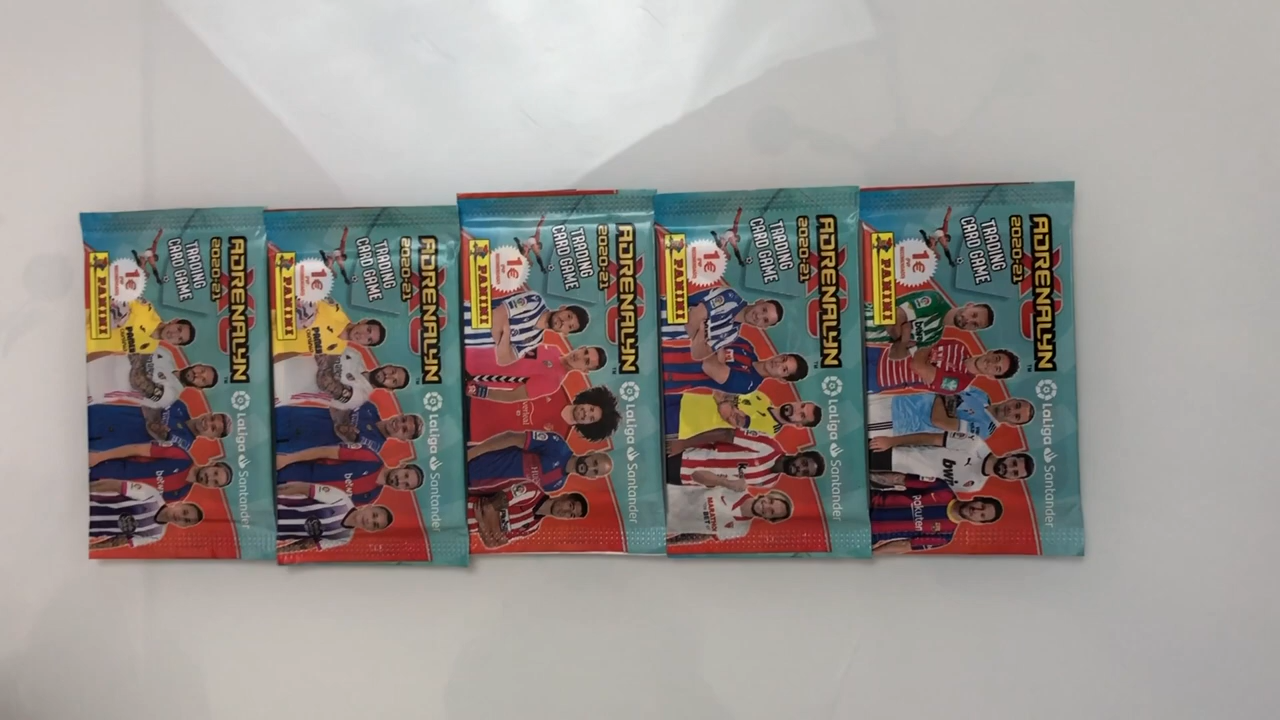 ADRENALYN
XL
2020-21
TRADING
CARD GAME
1€
PANINI
LaLiga Santander
ADRENALYN
XL
2020-21
TRADING
CARD GAME
1€
PANINI
LaLiga Santander
ADRENALYN
XL
2020-21
TRADING
CARD GAME
1€
PANINI
LaLiga Santander
ADRENALYN
XL
2020-21
TRADING
CARD GAME
1€
PANINI
LaLiga Santander
ADRENALYN
XL
2020-21
TRADING
CARD GAME
1€
PANINI
LaLiga Santander
bwin
Rakuten